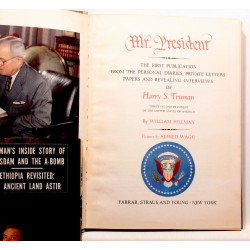 MAN'S INSIDE STORY OF
SDAM AND THE A-BOMB
ETHIOPIA REVISITED:
ANCIENT LAND ASTIR
Mr. President
THE FIRST PUBLICATION
FROM THE PERSONAL DIARIES, PRIVATE LETTERS
PAPERS AND REVEALING INTERVIEWS
OF
Harry S. Truman
THIRTY-SECOND PRESIDENT
OF THE UNITED STATES OF AMERICA
By WILLIAM HILLMAN
Pictures by ALFRED WAGG
FARRAR, STRAUS AND YOUNG · NEW YORK